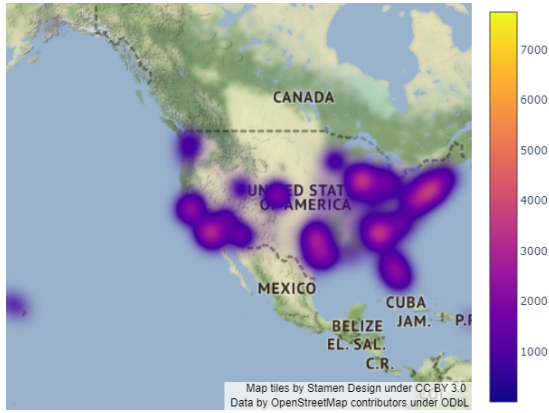 CANADA
UNITED STATES
OF AMERICA
MEXICO
CUBA
JAM.
P.R
BELIZE
EL. SAL.
C.R.
Map tiles by Stamen Design under CC BY 3.0
Data by OpenStreetMap contributors under ODbL
7000
6000
5000
4000
3000
2000
1000